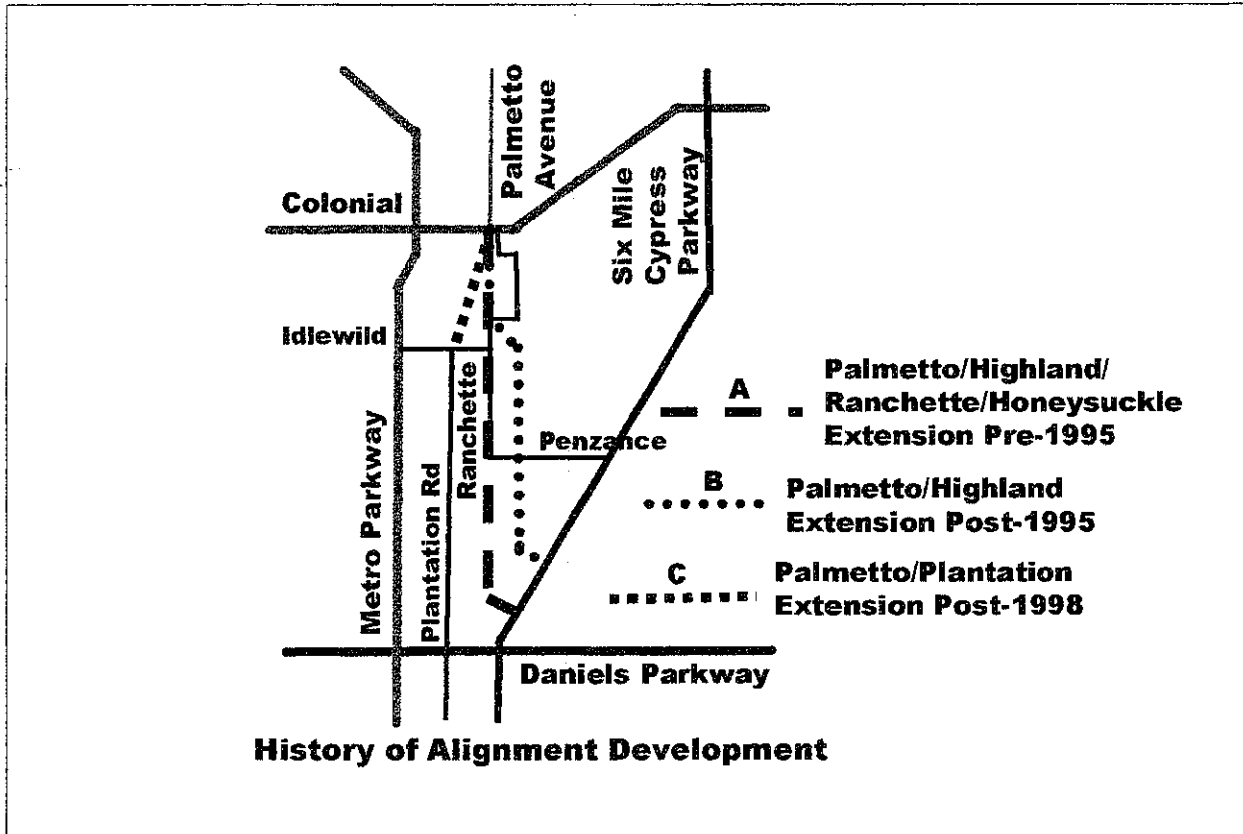 Palmetto
Avenue
Six Mile
Cypress
Parkway
Colonial
Idlewild
Ranchette
Penzance
Metro Parkway
Plantation Rd
Daniels Parkway
A
Palmetto/Highland/
Ranchette/Honeysuckle
Extension Pre-1995
B
Palmetto/Highland
Extension Post-1995
C
Palmetto/Plantation
Extension Post-1998
History of Alignment Development